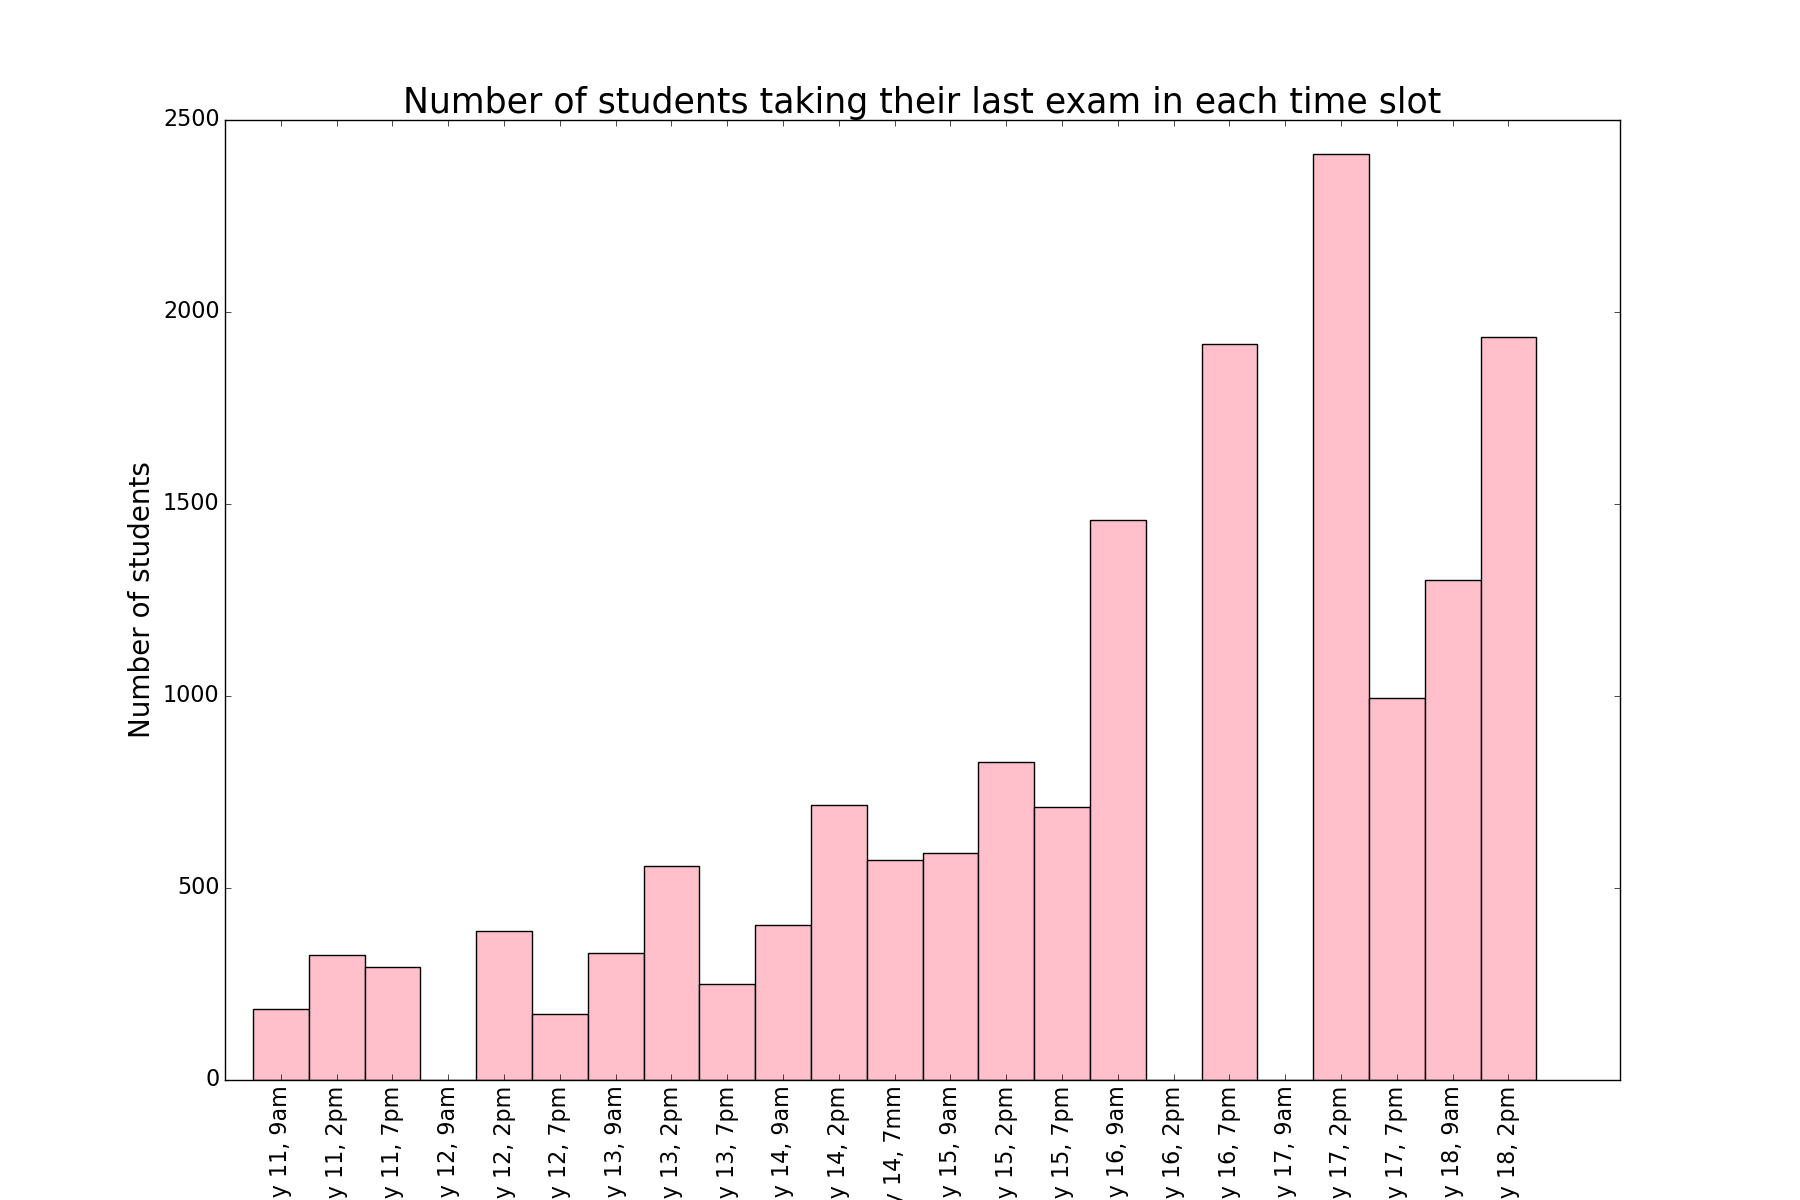 Number of students taking their last exam in each time slot
Number of students
2500
2000
1500
1000
500
0
y 11, 9am
y 11, 2pm
y 11, 7pm
y 12, 9am
y 12, 2pm
y 12, 7pm
y 13, 9am
y 13, 2pm
y 13, 7pm
y 14, 9am
y 14, 2pm
y 14, 7mm
y 15, 9am
y 15, 2pm
y 15, 7pm
y 16, 9am
y 16, 2pm
y 16, 7pm
y 17, 9am
y 17, 2pm
y 17, 7pm
y 18, 9am
y 18, 2pm